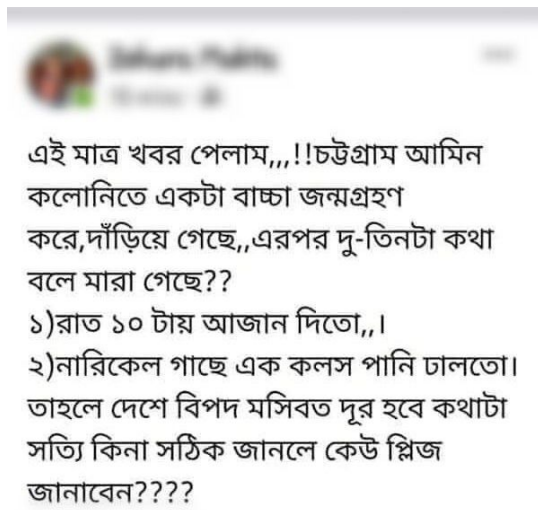 এই মাত্র খবর পেলাম,,,!!চট্টগ্রাম আমিন
কলোনিতে একটা বাচ্চা জন্মগ্রহণ
করে,দাঁড়িয়ে গেছে,,এরপর দু-তিনটা কথা
বলে মারা গেছে??
১)রাত ১০ টায় আজান দিতো,,।
২)নারিকেল গাছে এক কলস পানি ঢালতো।
তাহলে দেশে বিপদ মসিবত দূর হবে কথাটা
সত্যি কিনা সঠিক জানলে কেউ প্লিজ
জানাবেন????